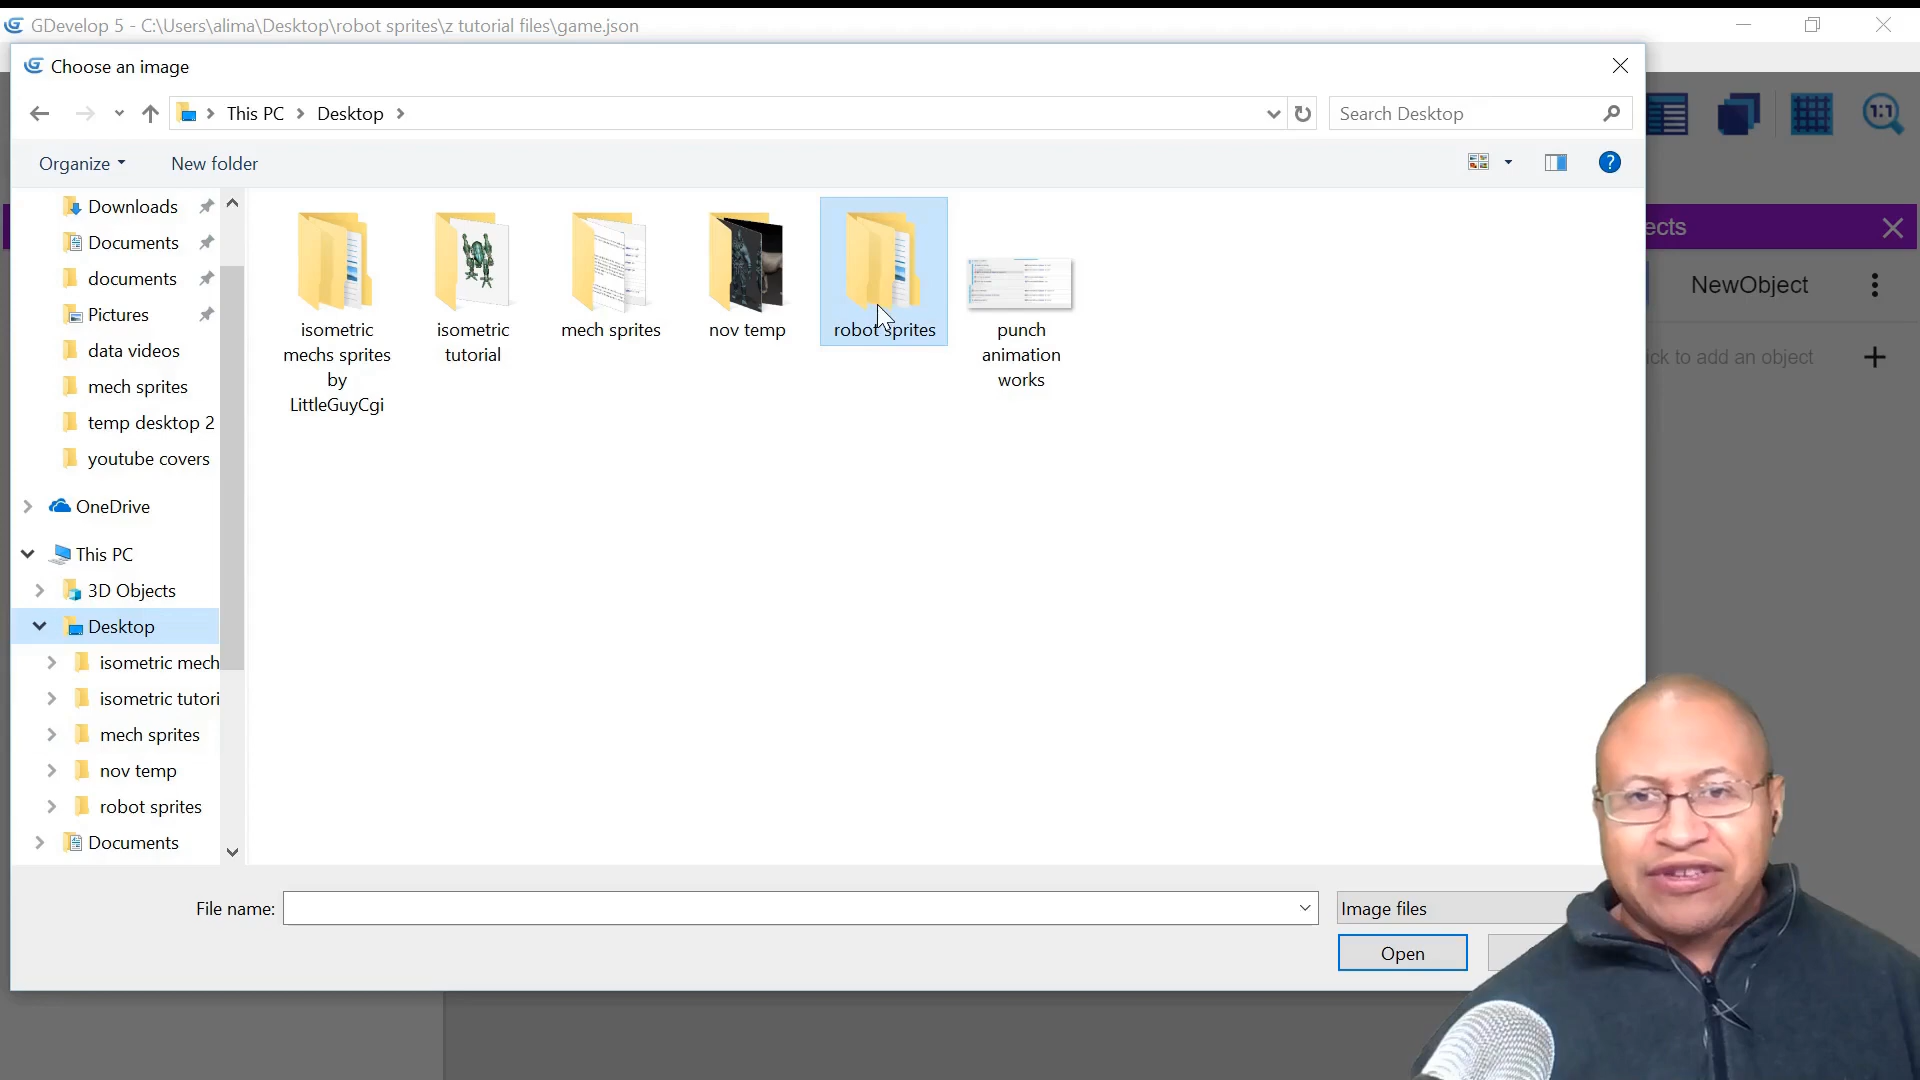 GDevelop 5 - C:\Users\alima\Desktop\robot sprites\z tutorial files\game.json
Choose an image
This PC
Desktop
Search Desktop
1:1
Organize
New folder
?
Downloads
Documents
documents
Pictures
data videos
mech sprites
temp desktop 2
youtube covers
OneDrive
This PC
3D Objects
Desktop
isometric mech
isometric tutori
mech sprites
nov temp
robot sprites
Documents
isometric
mechs sprites
by
LittleGuyCgi
isometric
tutorial
mech sprites
nov temp
robot sprites
punch
animation
works
ects
NewObject
ick to add an object
File name:
Image files
Open